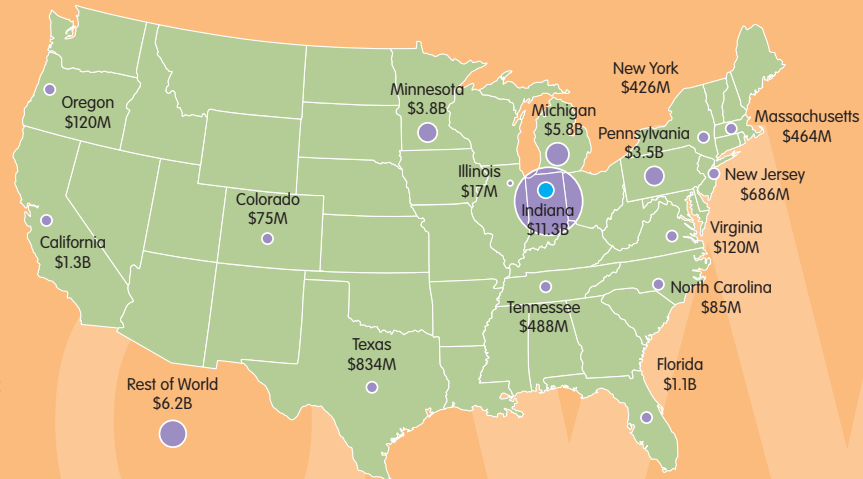 New York
$426M
Minnesota
$3.8B
Michigan
$5.8B
Oregon
$120M
Massachusetts
$464M
Pennsylvania
$3.5B
Illinois
$17M
New Jersey
$686M
Colorado
$75M
Indiana
$11.3B
California
$1.3B
Virginia
$120M
North Carolina
$85M
Tennessee
$488M
Texas
$834M
Florida
$1.1B
Rest of World
$6.2B